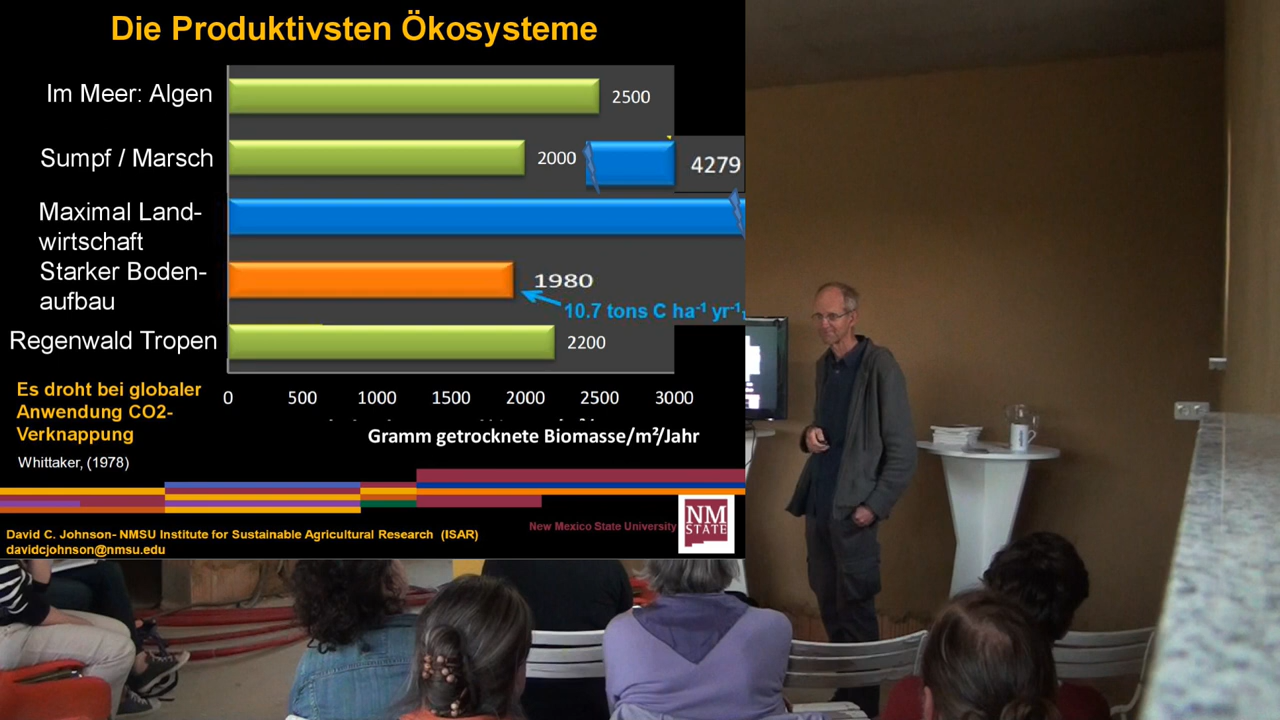 Die Produktivsten Ökosysteme
Im Meer: Algen
2500
Sumpf / Marsch
2000
4279
Maximal Land-
wirtschaft
Starker Boden-
aufbau
1980
10.7 tons C ha⁻¹ yr⁻¹
Regenwald Tropen
2200
0 500 1000 1500 2000 2500 3000
Gramm getrocknete Biomasse/m²/Jahr
Es droht bei globaler
Anwendung CO2-
Verknappung
Whittaker, (1978)
New Mexico State University
NM
STATE
David C. Johnson- NMSU Institute for Sustainable Agricultural Research (ISAR)
davidcjohnson@nmsu.edu